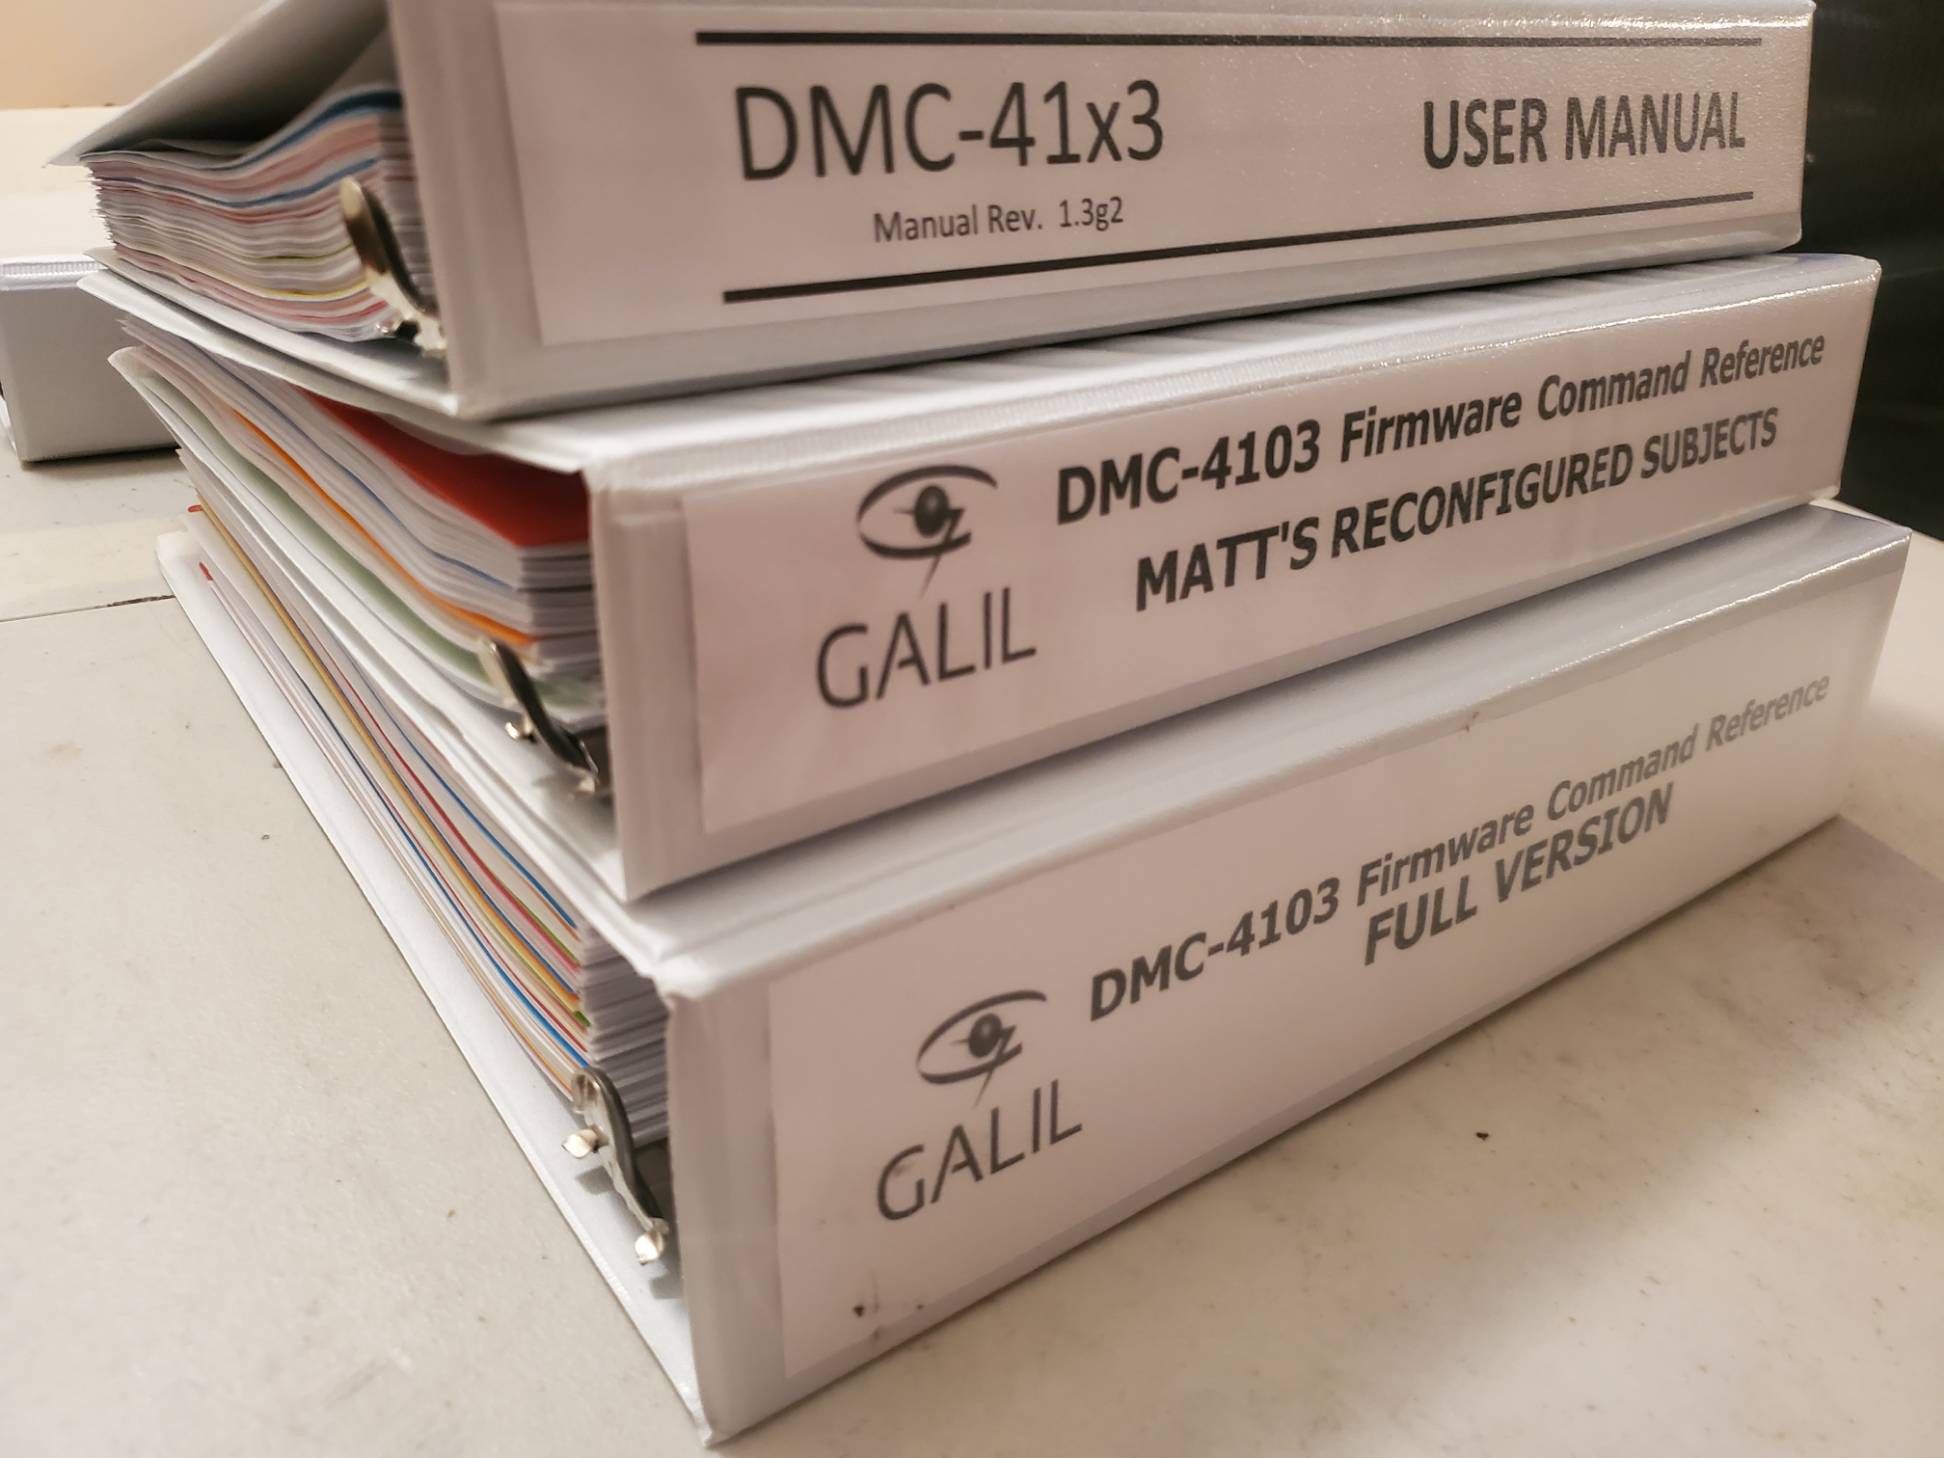 DMC-41x3 USER MANUAL
Manual Rev. 1.3g2
DMC-4103 Firmware Command Reference
MATT'S RECONFIGURED SUBJECTS
GALIL
DMC-4103 Firmware Command Reference
FULL VERSION
GALIL